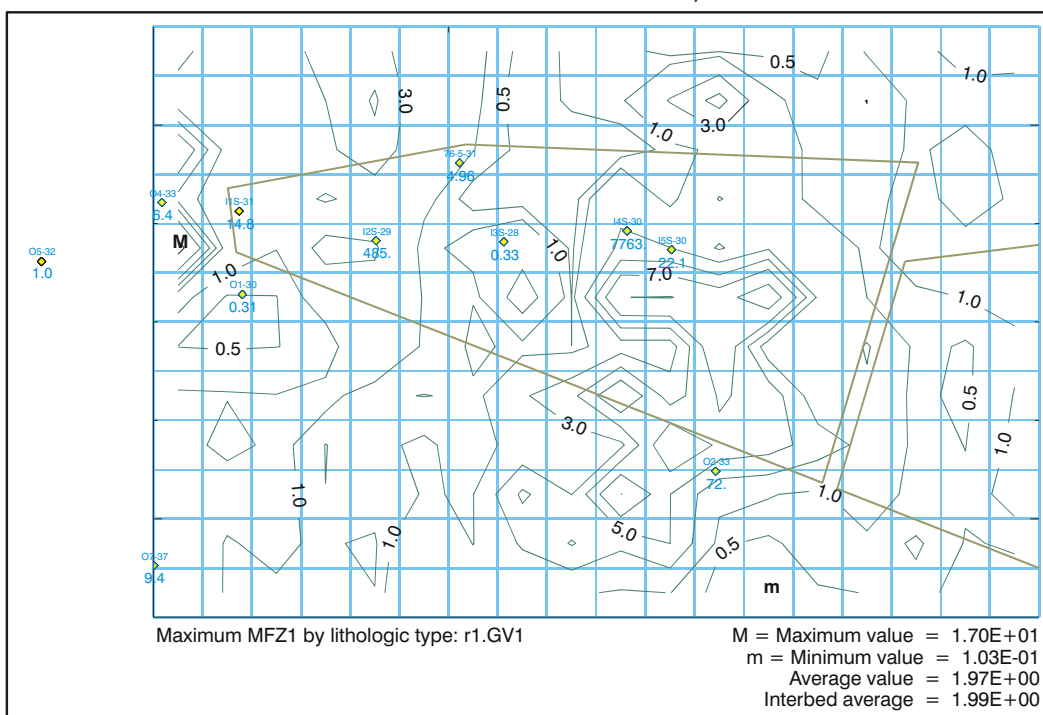 0.5
1.0
3.0
0.5
3.0
1.0
76-5-31
4.96
O4-33
6.4
I1S-31
14.8
M
I2S-29
485.
I3S-28
0.33
1.0
I4S-30
7763.
I5S-30
22.1
O5-32
1.0
1.0
7.0
O1-30
0.31
1.0
0.5
0.5
3.0
1.0
O2-33
72.
1.0
1.0
1.0
5.0
0.5
O7-37
9.4
m
Maximum MFZ1 by lithologic type: r1.GV1
M = Maximum value = 1.70E+01
m = Minimum value = 1.03E-01
Average value = 1.97E+00
Interbed average = 1.99E+00